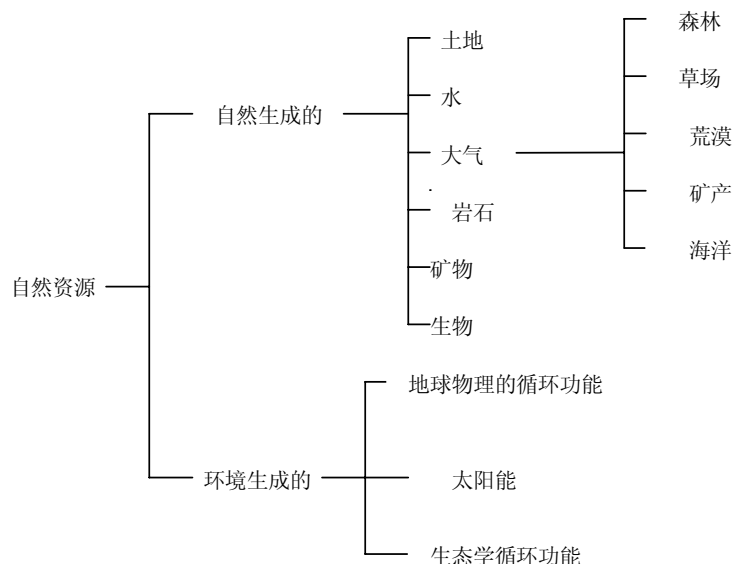 自然资源
自然生成的
土地
水
大气
岩石
矿物
生物
森林
草场
荒漠
矿产
海洋
环境生成的
地球物理的循环功能
太阳能
生态学循环功能